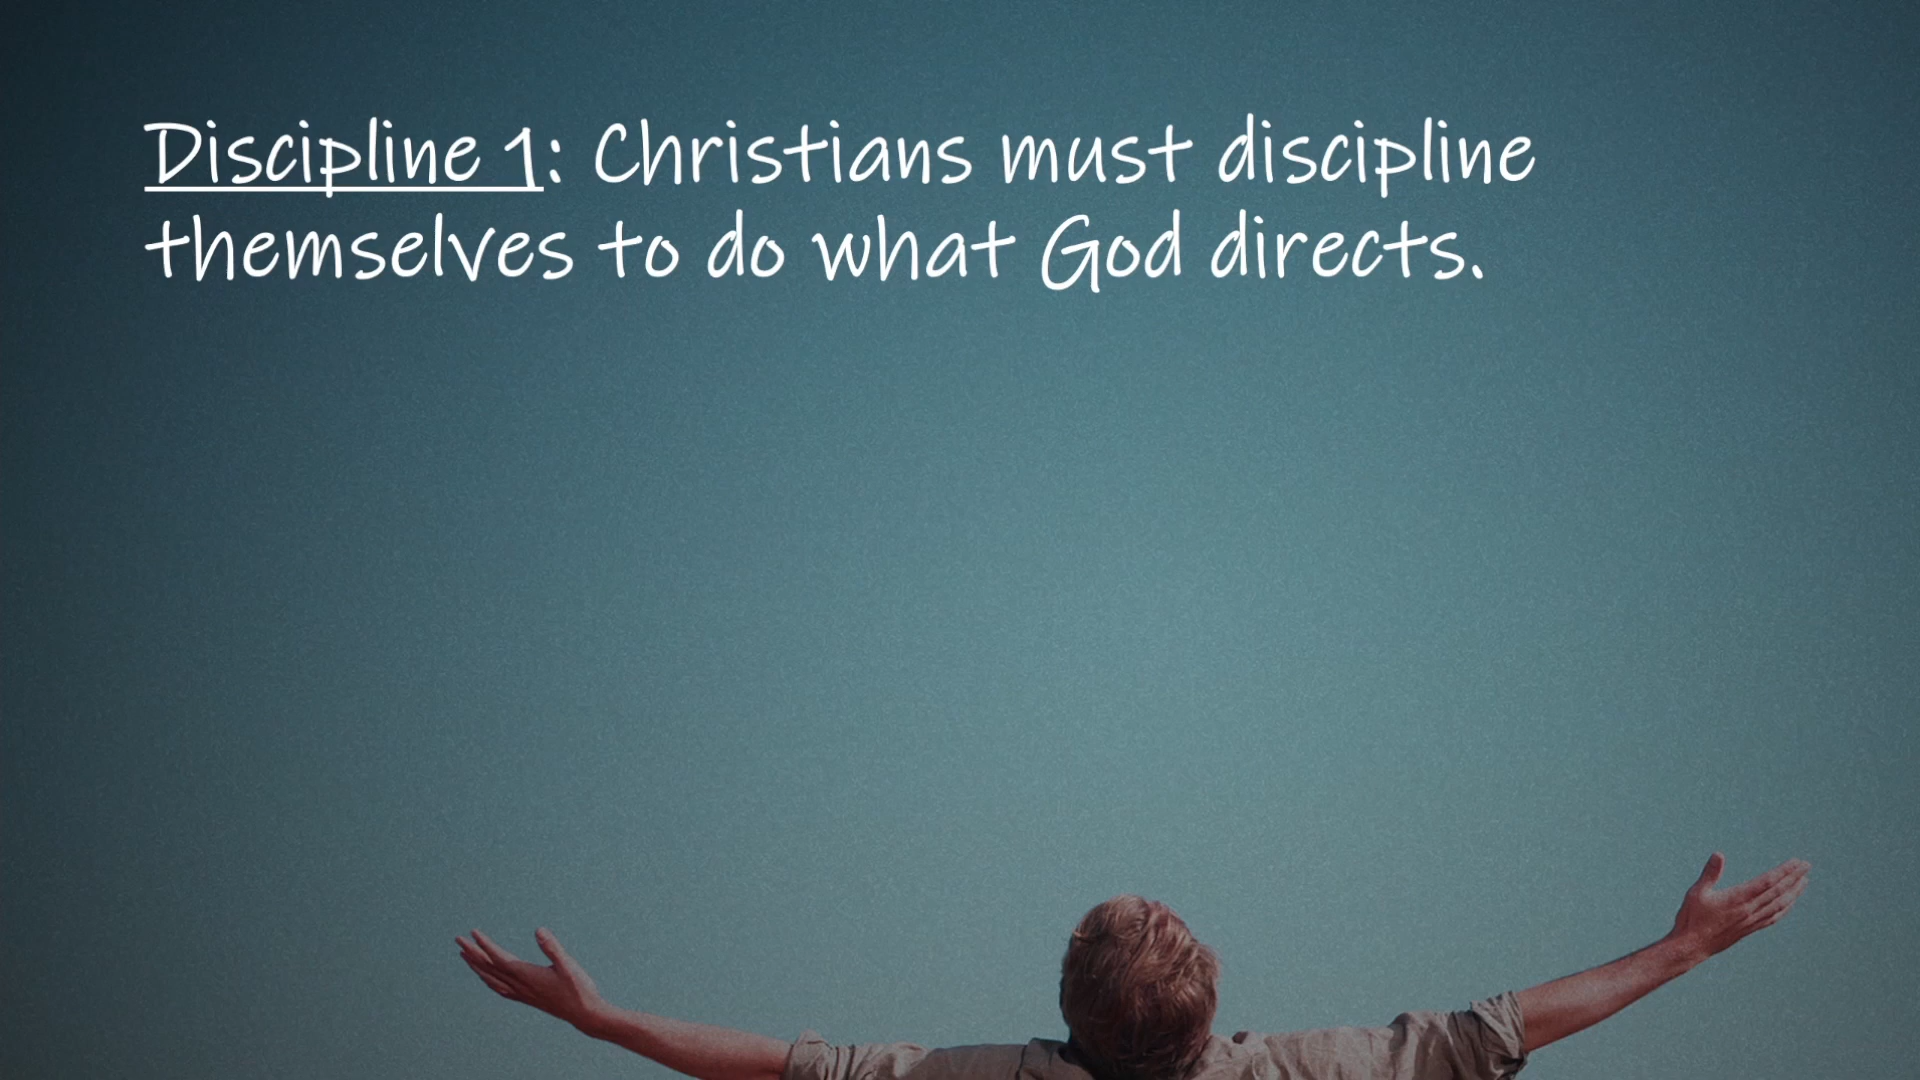 Discipline 1: Christians must discipline
themselves to do what God directs.